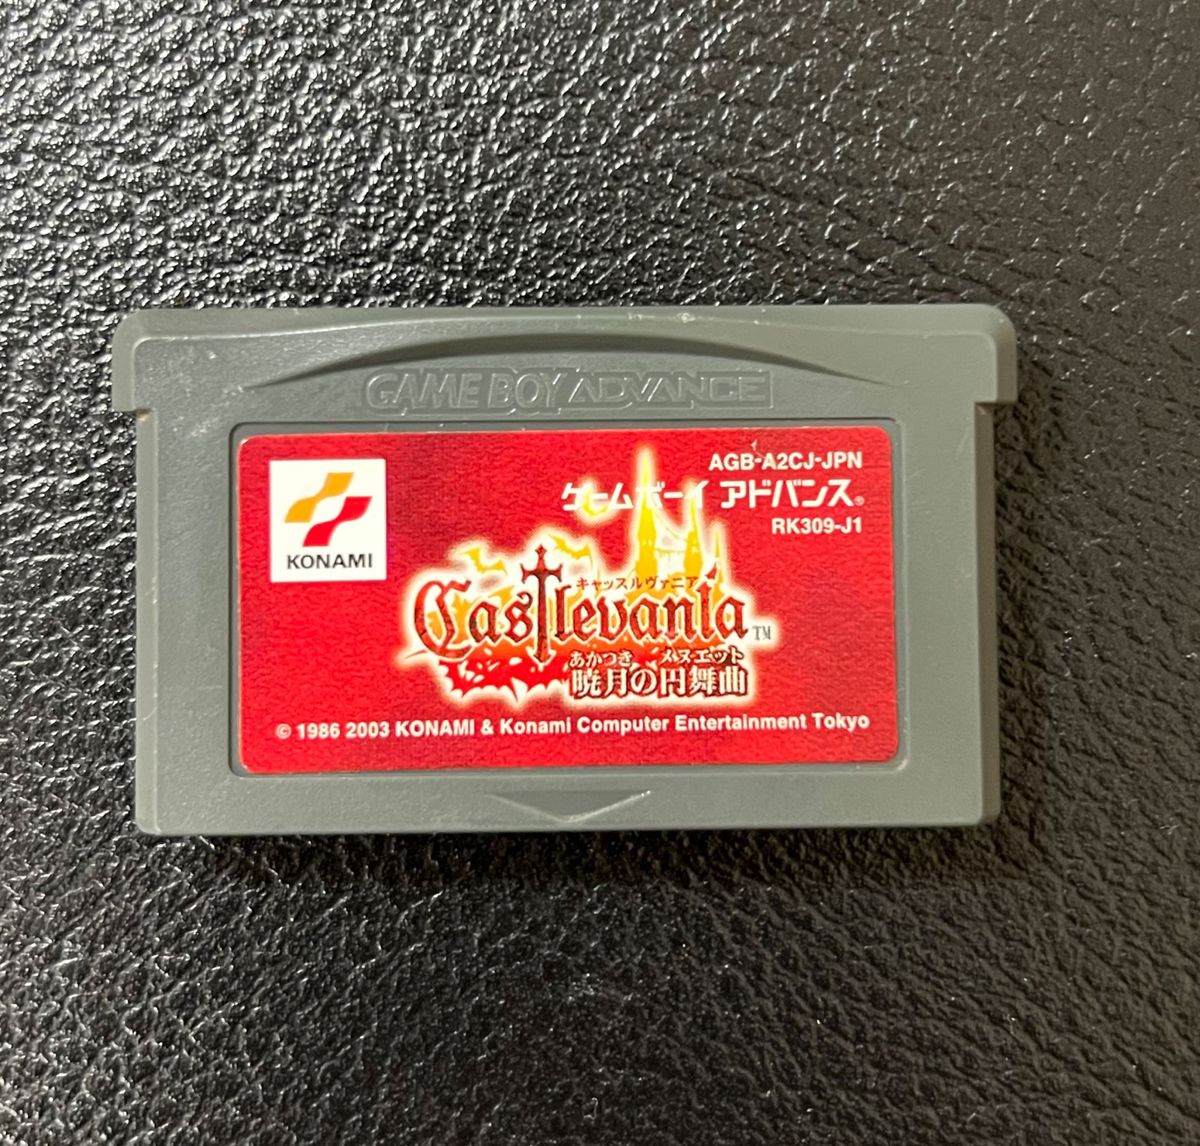 GAME BOY ADVANCE
KONAMI
AGB-A2CJ-JPN
ゲームボーイ アドバンス®
RK309-J1
キャッスルヴァニア
Castlevania™
あかつき メヌエット
暁月の円舞曲
© 1986 2003 KONAMI & Konami Computer Entertainment Tokyo